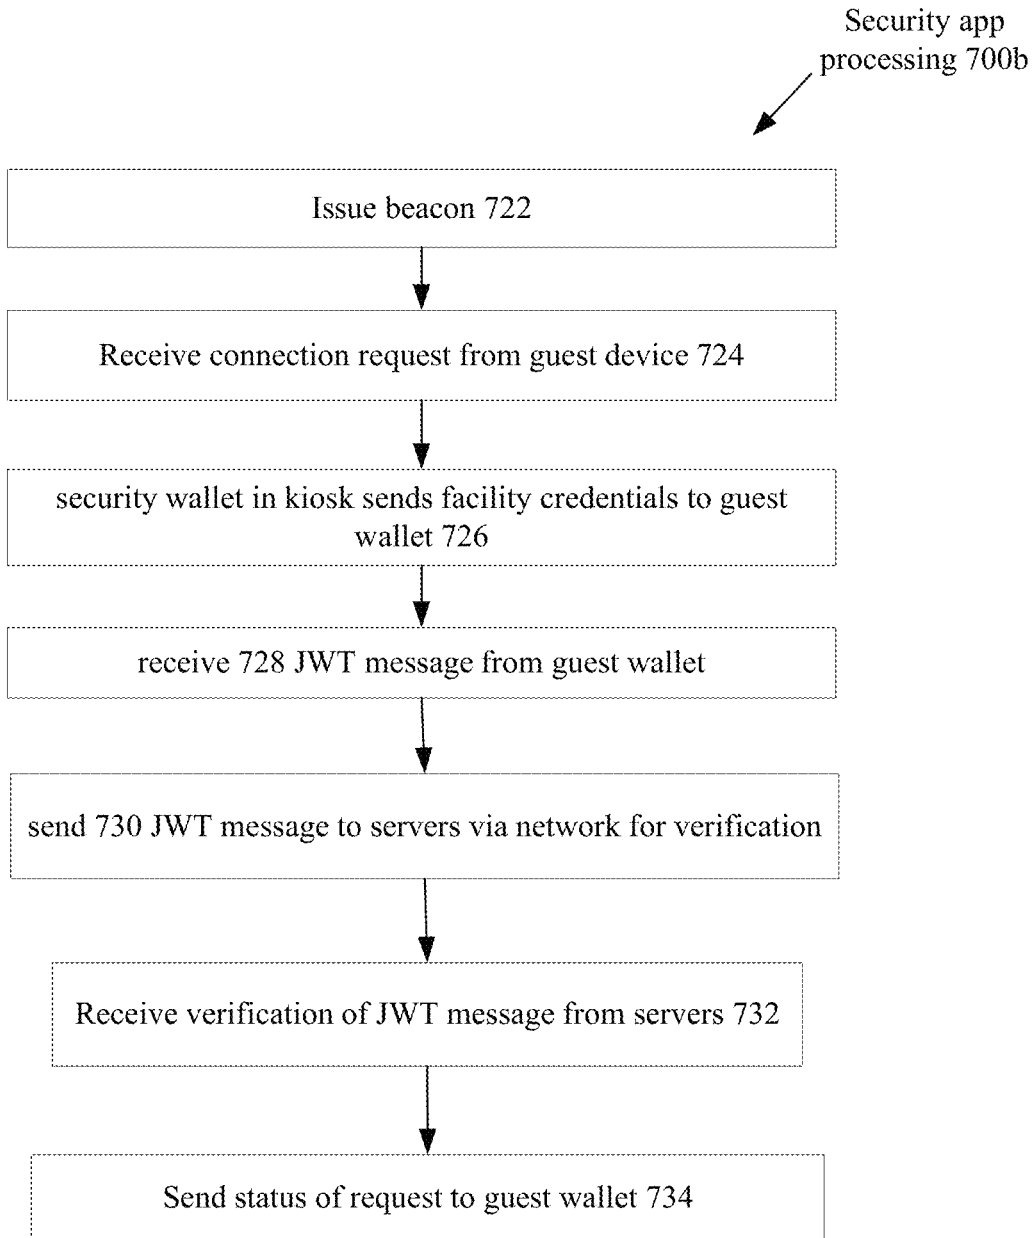 Security app
processing 700b
Issue beacon 722
Receive connection request from guest device 724
security wallet in kiosk sends facility credentials to guest
wallet 726
receive 728 JWT message from guest wallet
send 730 JWT message to servers via network for verification
Receive verification of JWT message from servers 732
Send status of request to guest wallet 734